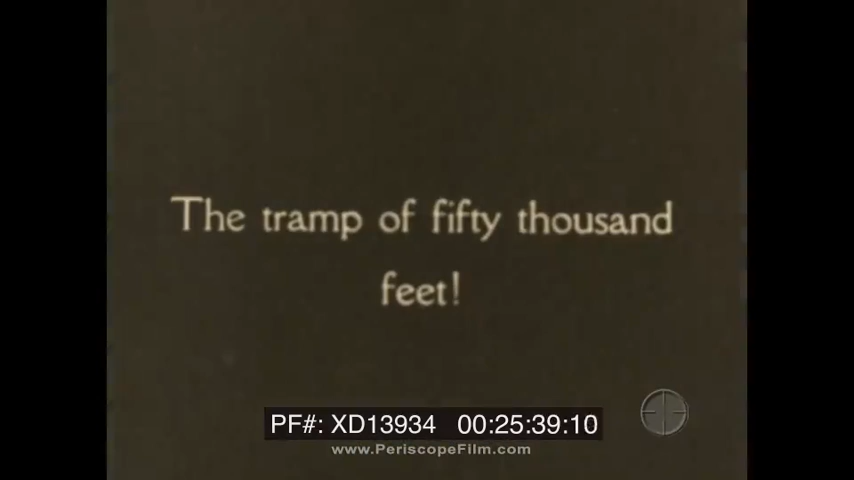 The tramp of fifty thousand
feet!
PF#: XD13934 00:25:39:10
www.PeriscopeFilm.com